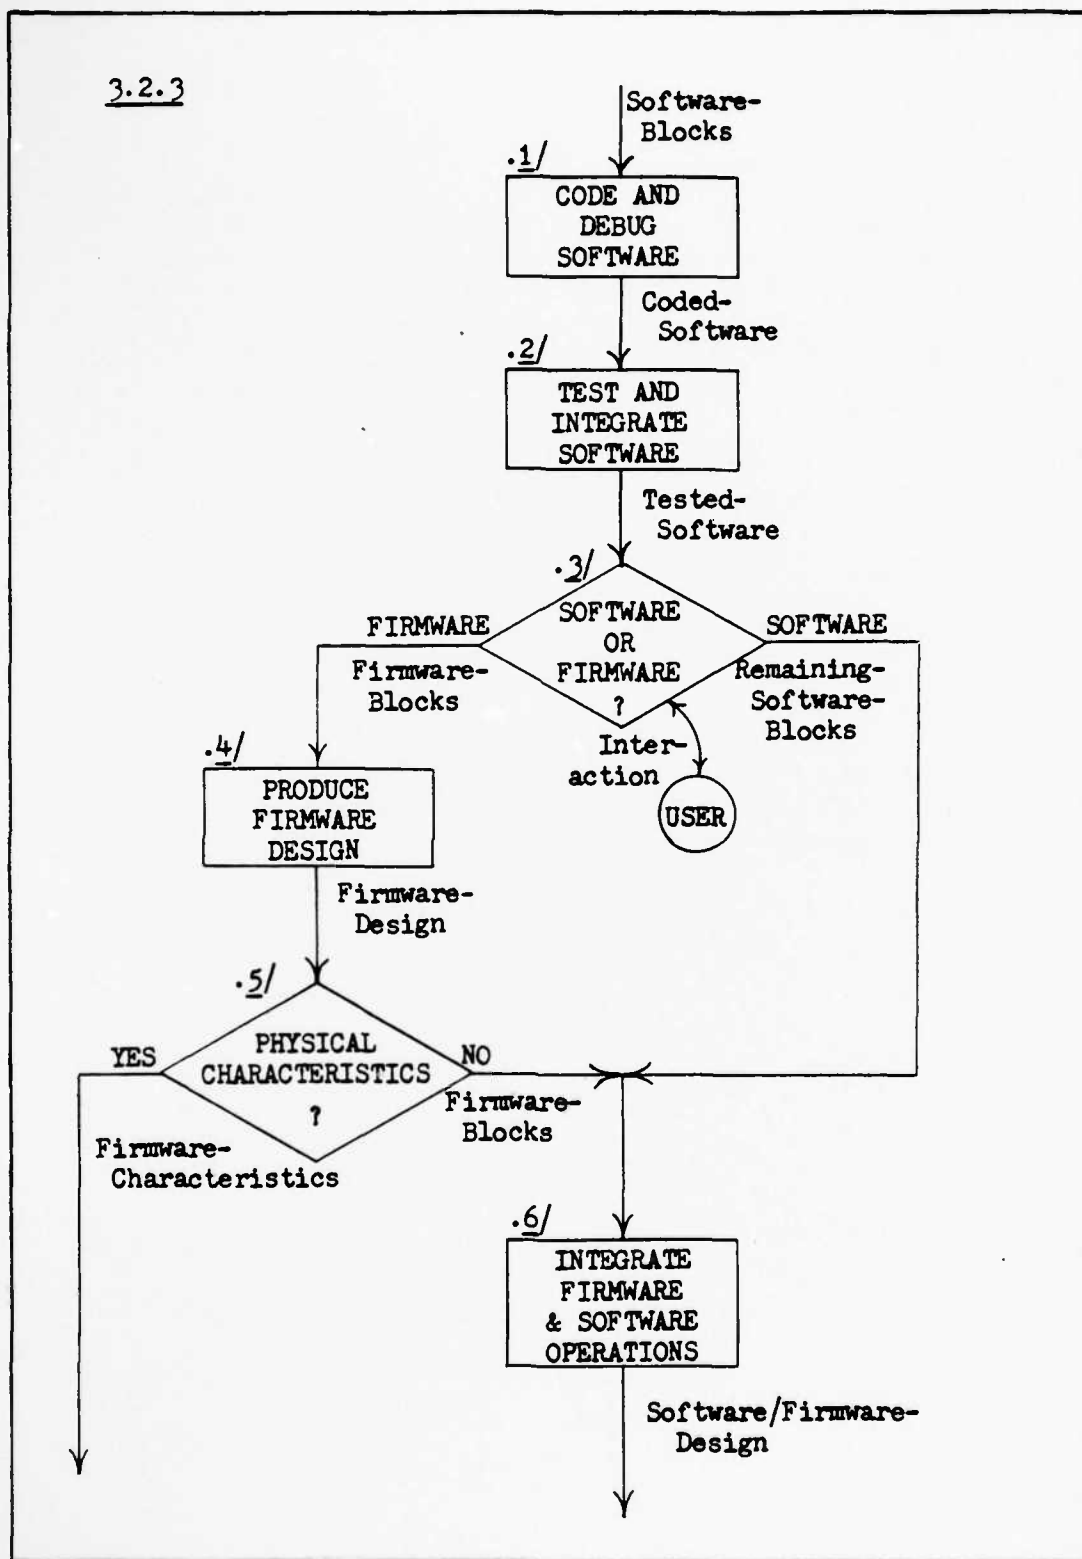 3.2.3
Software-
Blocks
.1/
CODE AND
DEBUG
SOFTWARE
Coded-
Software
.2/
TEST AND
INTEGRATE
SOFTWARE
Tested-
Software
.3/
SOFTWARE
OR
FIRMWARE
?
FIRMWARE
Firmware-
Blocks
SOFTWARE
Remaining-
Software-
Blocks
Inter-
action
USER
.4/
PRODUCE
FIRMWARE
DESIGN
Firmware-
Design
.5/
PHYSICAL
CHARACTERISTICS
?
YES
Firmware-
Characteristics
NO
Firmware-
Blocks
.6/
INTEGRATE
FIRMWARE
& SOFTWARE
OPERATIONS
Software/Firmware-
Design